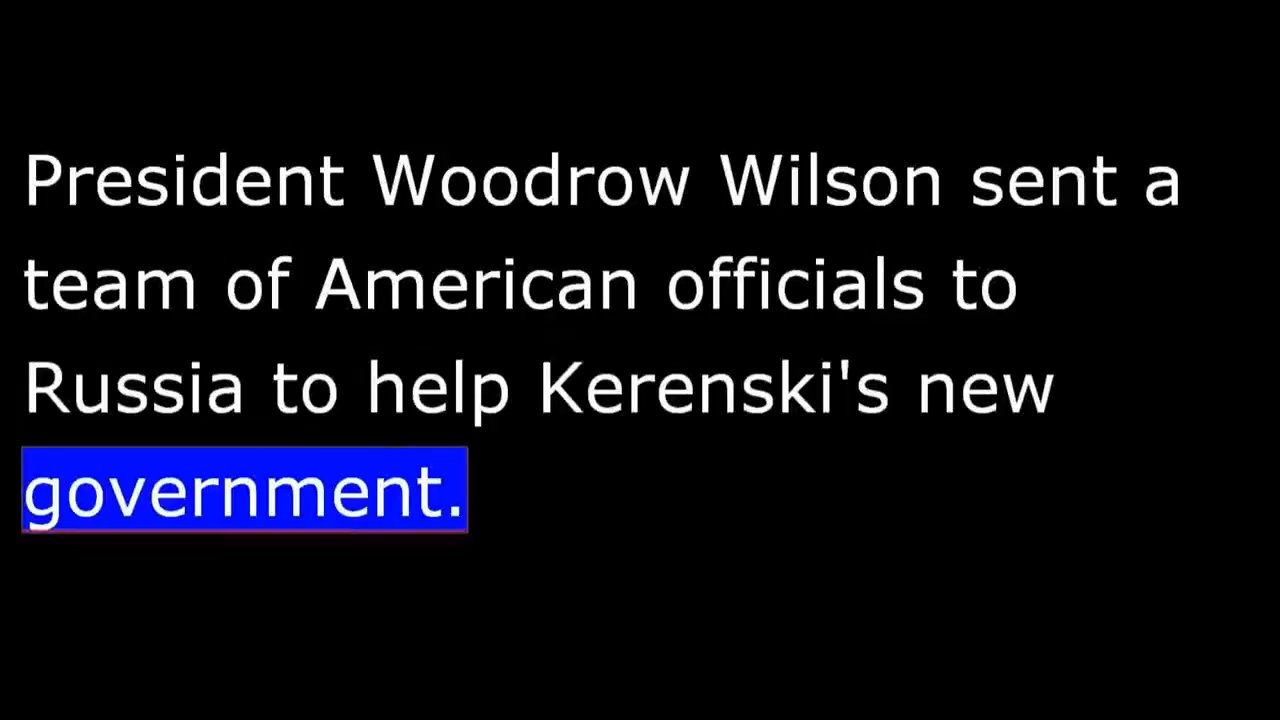 President Woodrow Wilson sent a
team of American officials to
Russia to help Kerenski's new
government.